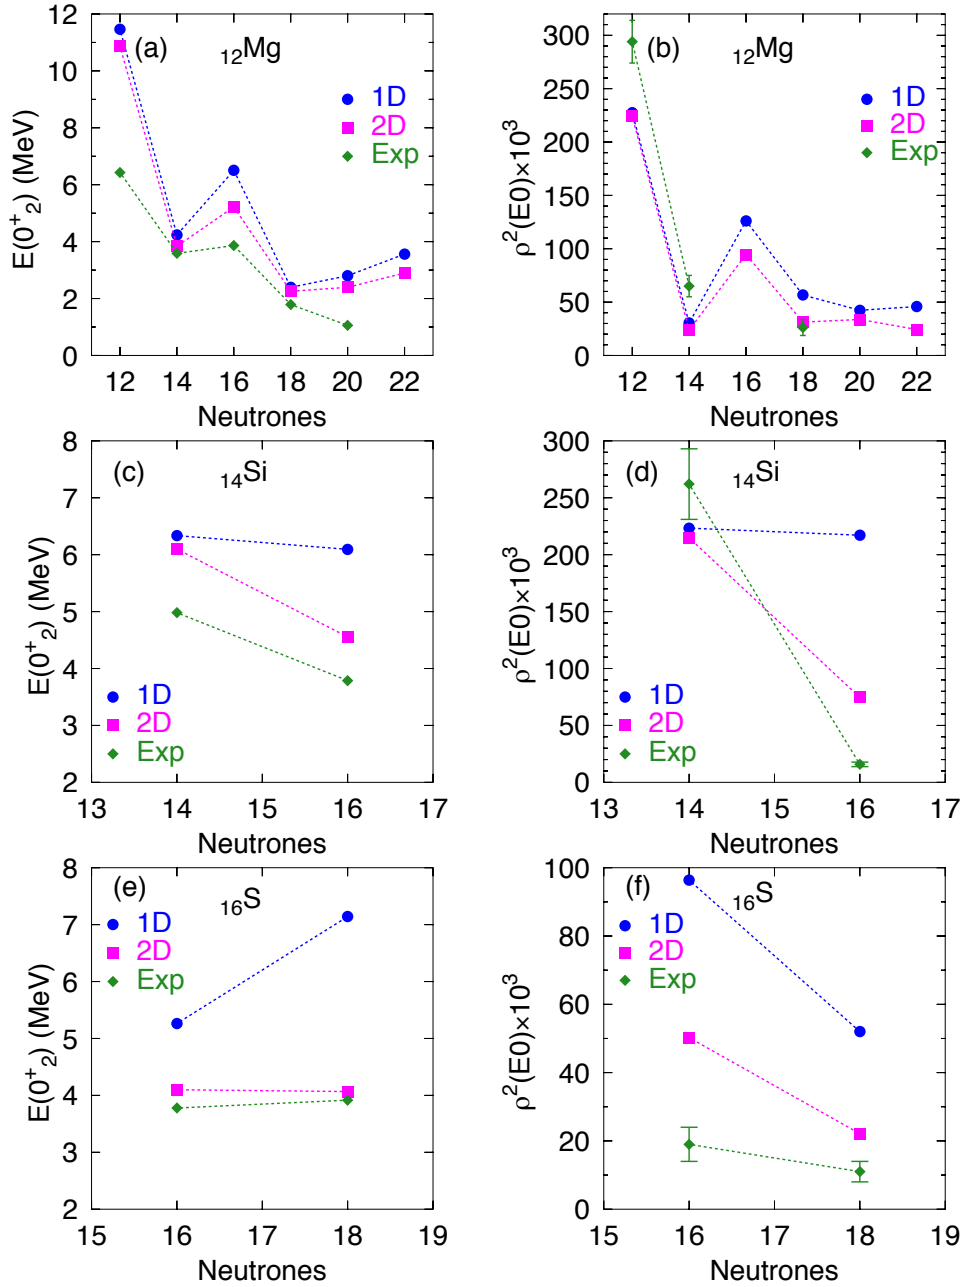 (a) ₁₂Mg
E(0⁺₂) (MeV)
12
10
8
6
4
2
0
1D
2D
Exp
12 14 16 18 20 22
Neutrones
(b) ₁₂Mg
ρ²(E0)×10³
300
250
200
150
100
50
0
1D
2D
Exp
12 14 16 18 20 22
Neutrones
(c) ₁₄Si
E(0⁺₂) (MeV)
8
7
6
5
4
3
2
1D
2D
Exp
13 14 15 16 17
Neutrones
(d) ₁₄Si
ρ²(E0)×10³
300
250
200
150
100
50
0
1D
2D
Exp
13 14 15 16 17
Neutrones
(e) ₁₆S
E(0⁺₂) (MeV)
8
7
6
5
4
3
2
1D
2D
Exp
15 16 17 18 19
Neutrones
(f) ₁₆S
ρ²(E0)×10³
100
80
60
40
20
0
1D
2D
Exp
15 16 17 18 19
Neutrones